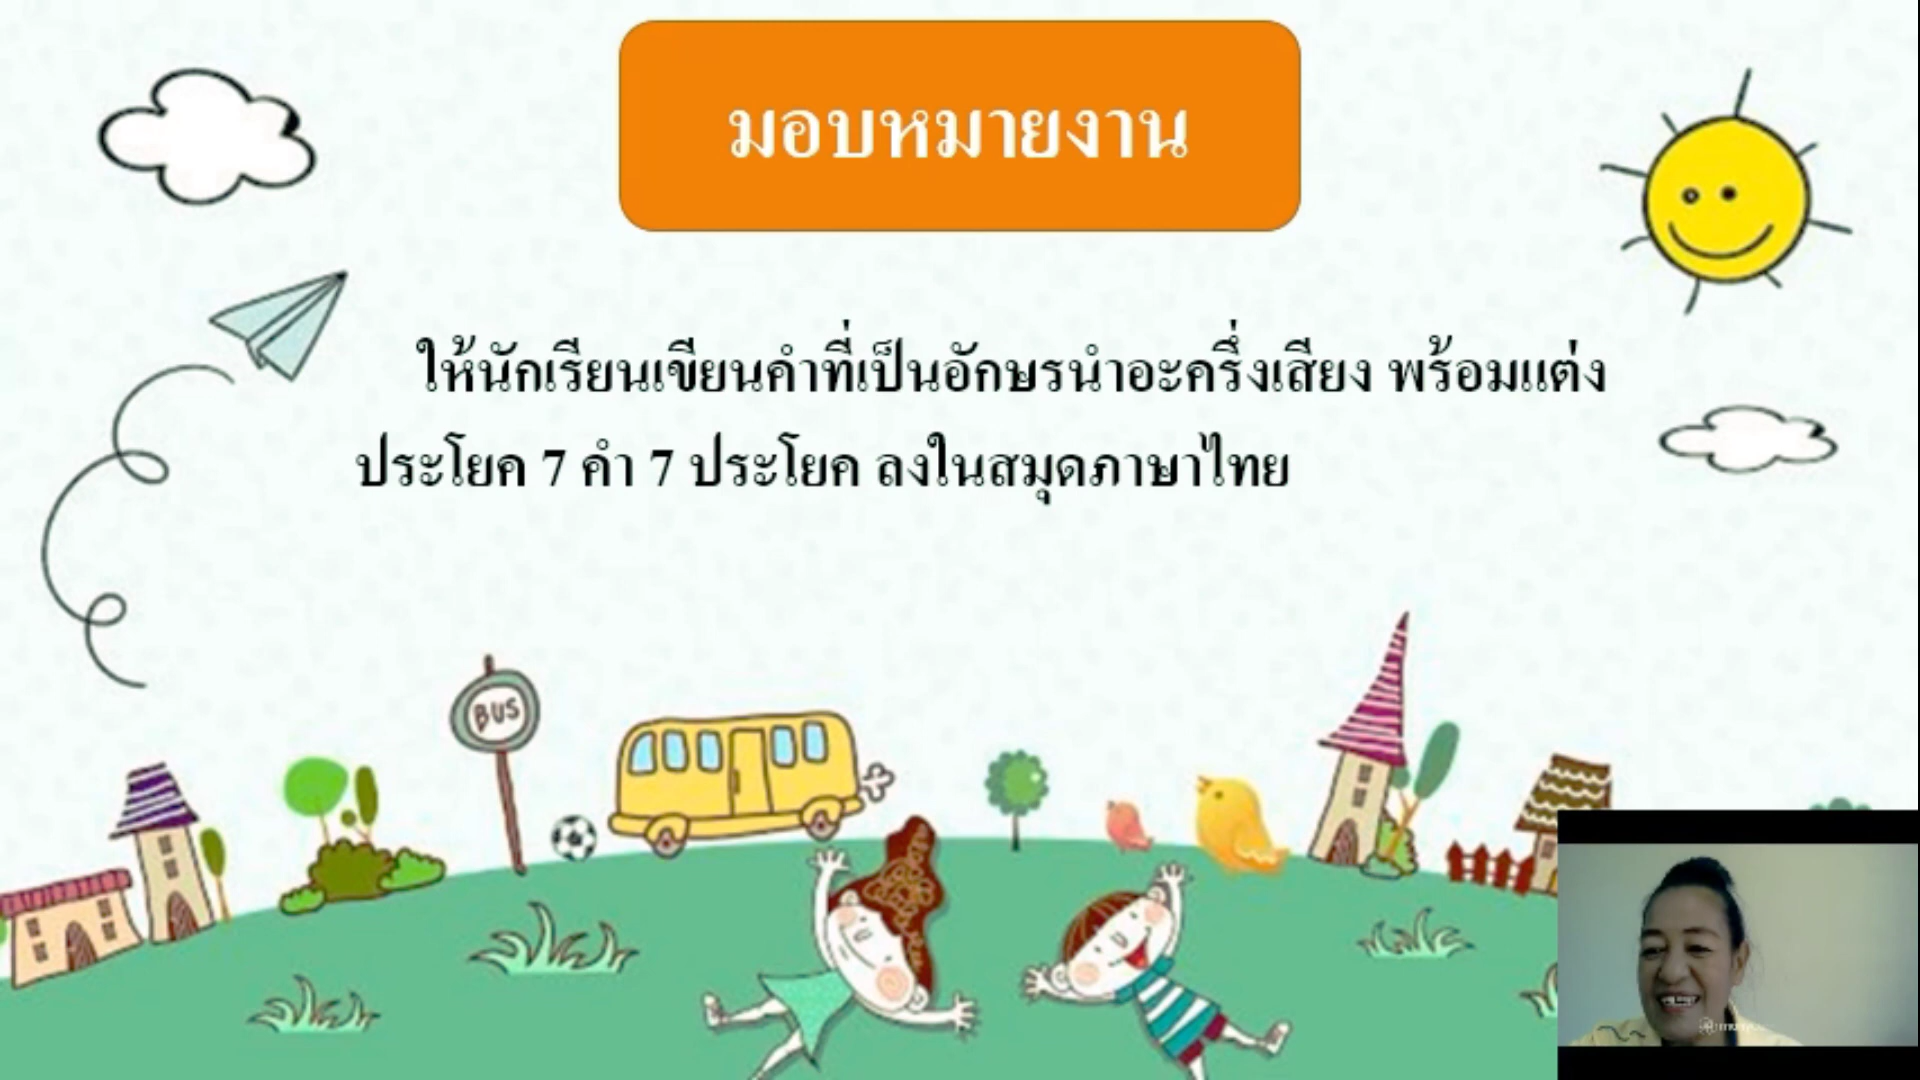 มอบหมายงาน
ให้นักเรียนเขียนคำที่เป็นอักษรนำอะครึ่งเสียง พร้อมแต่ง
ประโยค 7 คำ 7 ประโยค ลงในสมุดภาษาไทย
BUS